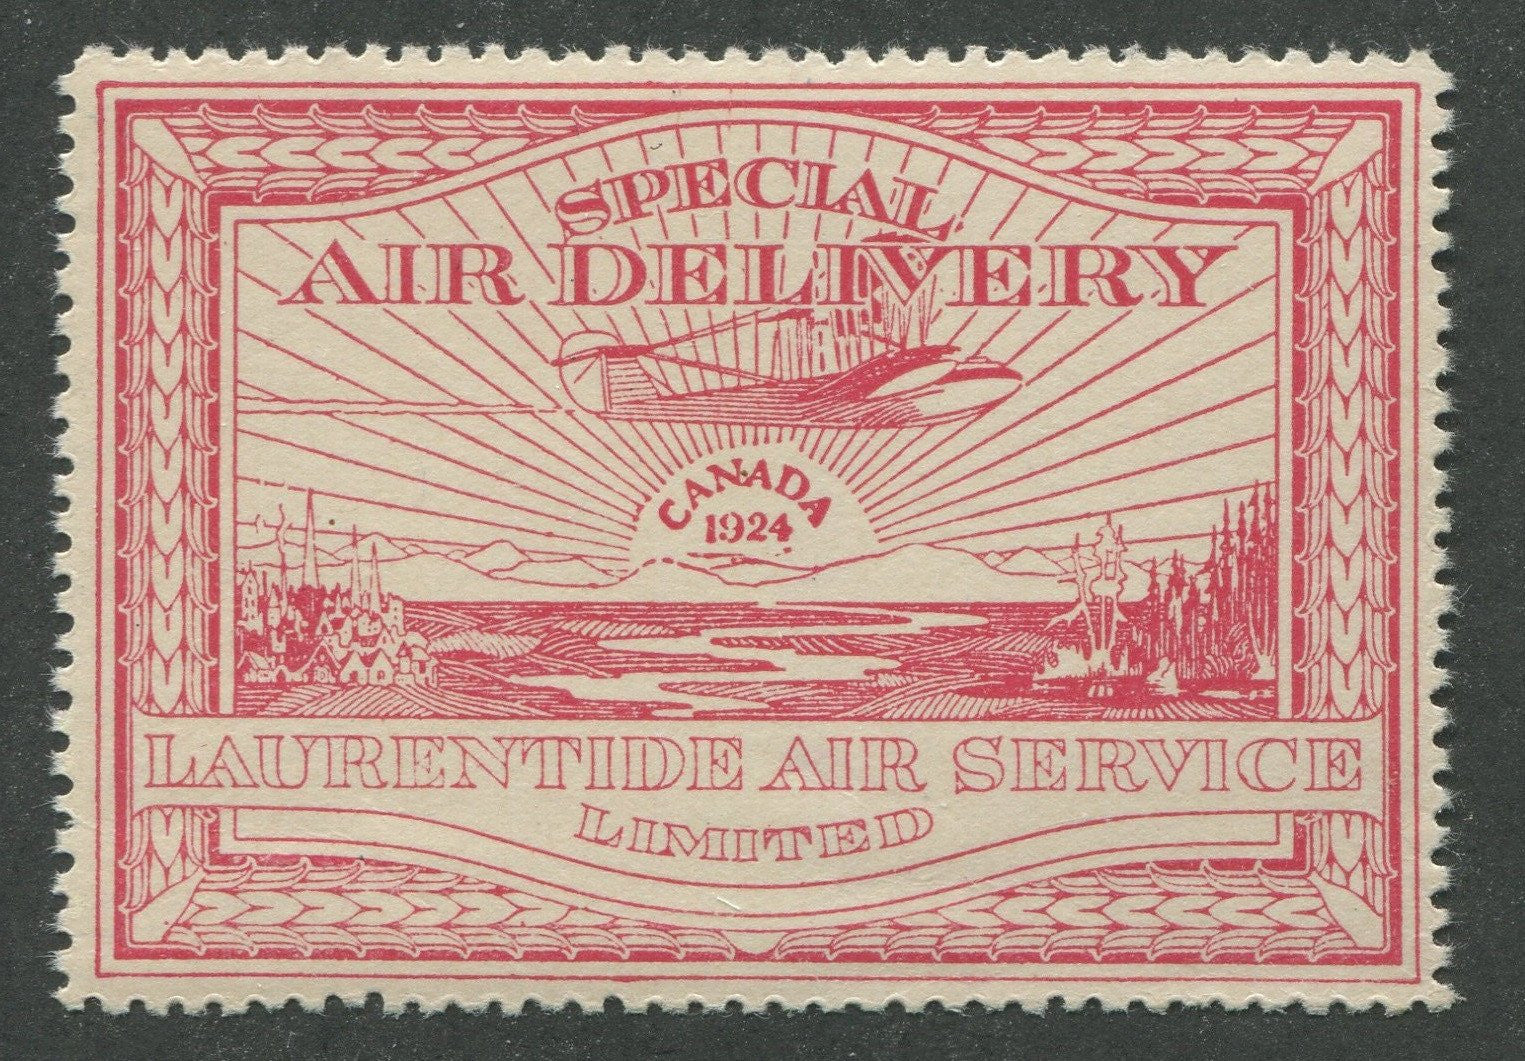 SPECIAL
AIR DELIVERY
CANADA
1924
LAURENTIDE AIR SERVICE
LIMITED